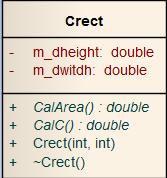 Crect
- m_dheight: double
- m_dwitdh: double
+ CalArea() : double
+ CalC() : double
+ Crect(int, int)
+ ~Crect()